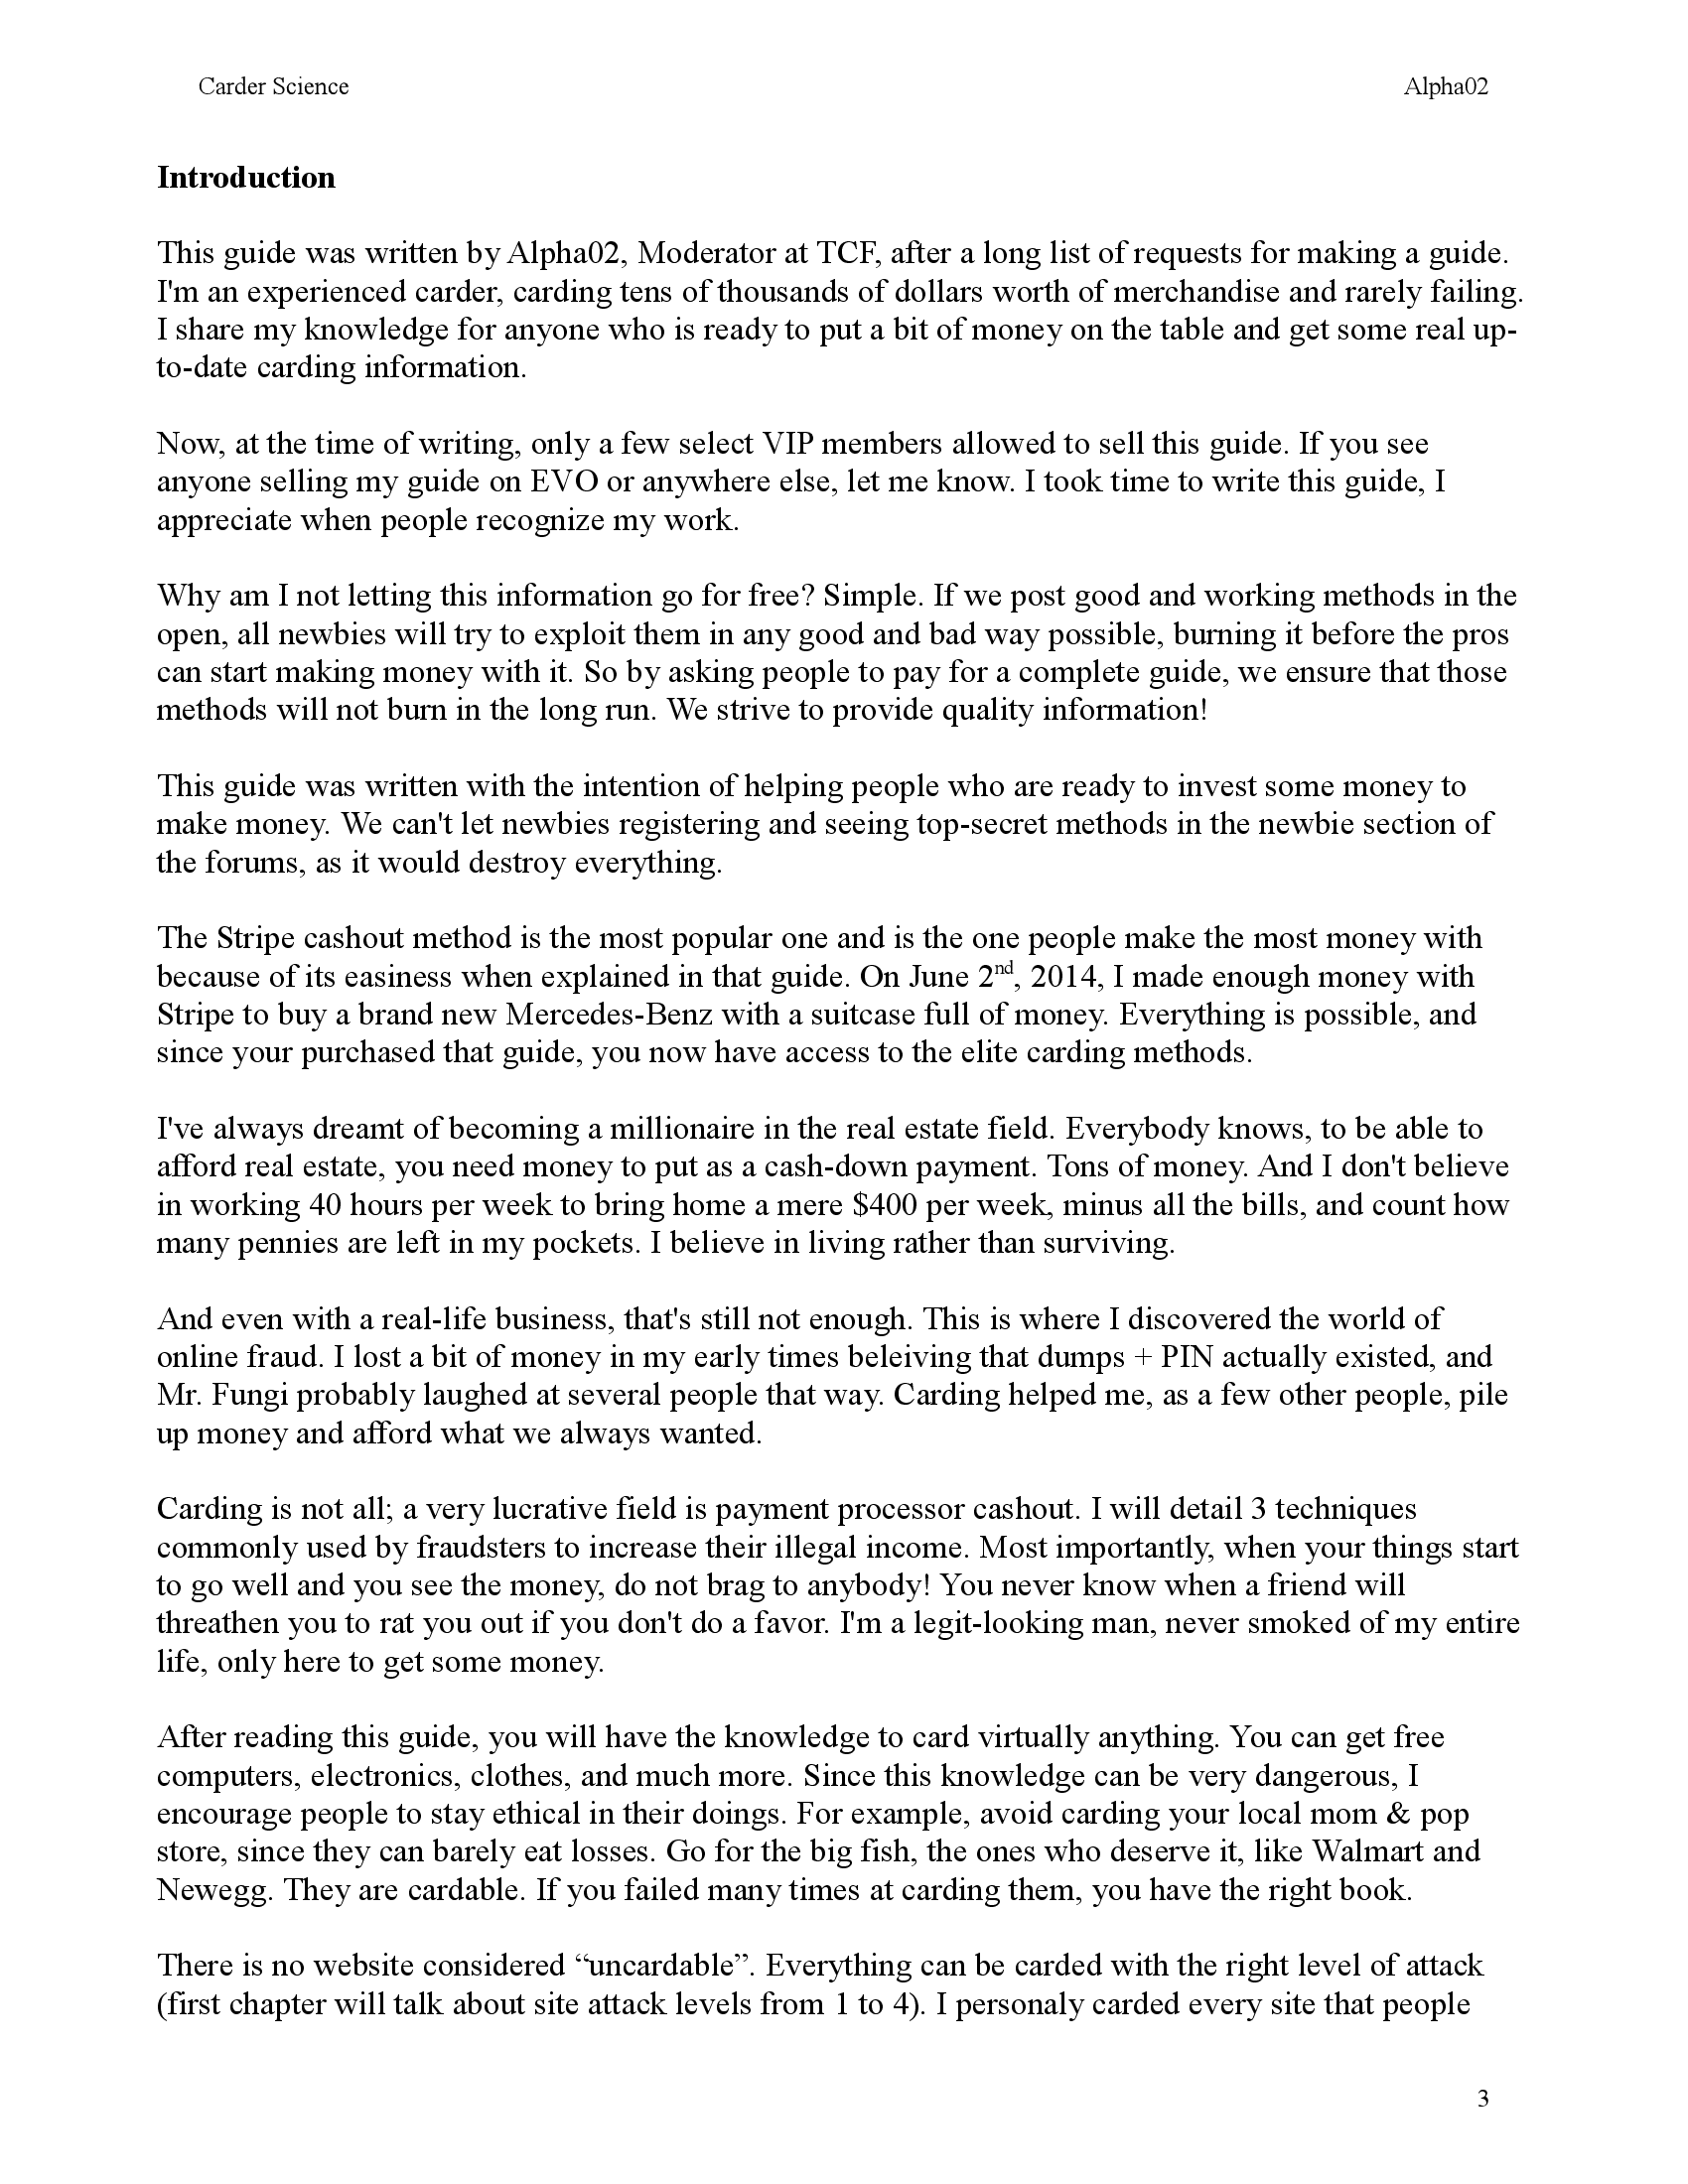 Carder Science Alpha02
Introduction
This guide was written by Alpha02, Moderator at TCF, after a long list of requests for making a guide.
I'm an experienced carder, carding tens of thousands of dollars worth of merchandise and rarely failing.
I share my knowledge for anyone who is ready to put a bit of money on the table and get some real up-
to-date carding information.
Now, at the time of writing, only a few select VIP members allowed to sell this guide. If you see
anyone selling my guide on EVO or anywhere else, let me know. I took time to write this guide, I
appreciate when people recognize my work.
Why am I not letting this information go for free? Simple. If we post good and working methods in the
open, all newbies will try to exploit them in any good and bad way possible, burning it before the pros
can start making money with it. So by asking people to pay for a complete guide, we ensure that those
methods will not burn in the long run. We strive to provide quality information!
This guide was written with the intention of helping people who are ready to invest some money to
make money. We can't let newbies registering and seeing top-secret methods in the newbie section of
the forums, as it would destroy everything.
The Stripe cashout method is the most popular one and is the one people make the most money with
because of its easiness when explained in that guide. On June 2nd, 2014, I made enough money with
Stripe to buy a brand new Mercedes-Benz with a suitcase full of money. Everything is possible, and
since your purchased that guide, you now have access to the elite carding methods.
I've always dreamt of becoming a millionaire in the real estate field. Everybody knows, to be able to
afford real estate, you need money to put as a cash-down payment. Tons of money. And I don't believe
in working 40 hours per week to bring home a mere $400 per week, minus all the bills, and count how
many pennies are left in my pockets. I believe in living rather than surviving.
And even with a real-life business, that's still not enough. This is where I discovered the world of
online fraud. I lost a bit of money in my early times beleiving that dumps + PIN actually existed, and
Mr. Fungi probably laughed at several people that way. Carding helped me, as a few other people, pile
up money and afford what we always wanted.
Carding is not all; a very lucrative field is payment processor cashout. I will detail 3 techniques
commonly used by fraudsters to increase their illegal income. Most importantly, when your things start
to go well and you see the money, do not brag to anybody! You never know when a friend will
threathen you to rat you out if you don't do a favor. I'm a legit-looking man, never smoked of my entire
life, only here to get some money.
After reading this guide, you will have the knowledge to card virtually anything. You can get free
computers, electronics, clothes, and much more. Since this knowledge can be very dangerous, I
encourage people to stay ethical in their doings. For example, avoid carding your local mom & pop
store, since they can barely eat losses. Go for the big fish, the ones who deserve it, like Walmart and
Newegg. They are cardable. If you failed many times at carding them, you have the right book.
There is no website considered “uncardable”. Everything can be carded with the right level of attack
(first chapter will talk about site attack levels from 1 to 4). I personaly carded every site that people
3